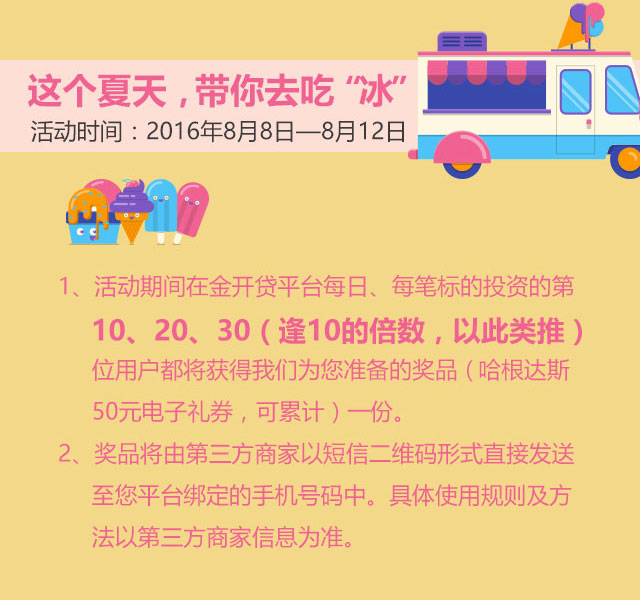 这个夏天，带你去吃“冰”
活动时间：2016年8月8日—8月12日
1、活动期间在金开贷平台每日、每笔标的投资的第
10、20、30（逢10的倍数，以此类推）
位用户都将获得我们为您准备的奖品（哈根达斯
50元电子礼券，可累计）一份。
2、奖品将由第三方商家以短信二维码形式直接发送
至您平台绑定的手机号码中。具体使用规则及方
法以第三方商家信息为准。